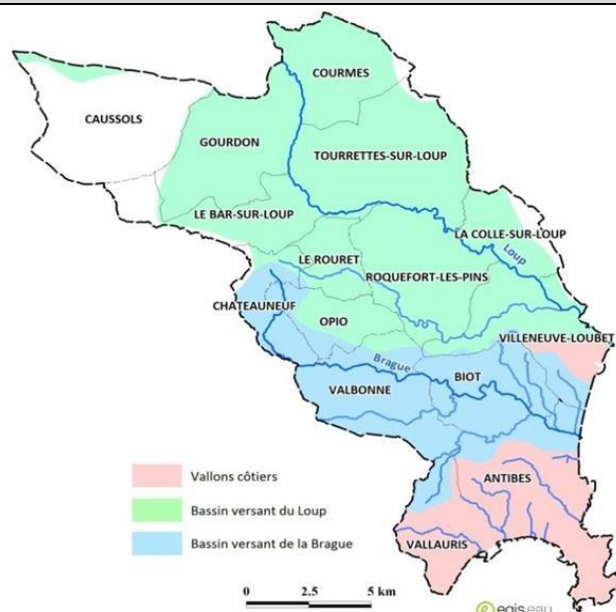 COURMES
CAUSSOLS
GOURDON
TOURRETTES-SUR-LOUP
LE BAR-SUR-LOUP
LA COLLE-SUR-LOUP
Loup
LE ROURET
ROQUEFORT-LES-PINS
CHATEAUNEUF
OPIO
VILLENEUVE-LOUBET
Brague
BIOT
VALBONNE
ANTIBES
VALLAURIS
Vallons côtiers
Bassin versant du Loup
Bassin versant de la Brague
0 2.5 5 km
egis eau